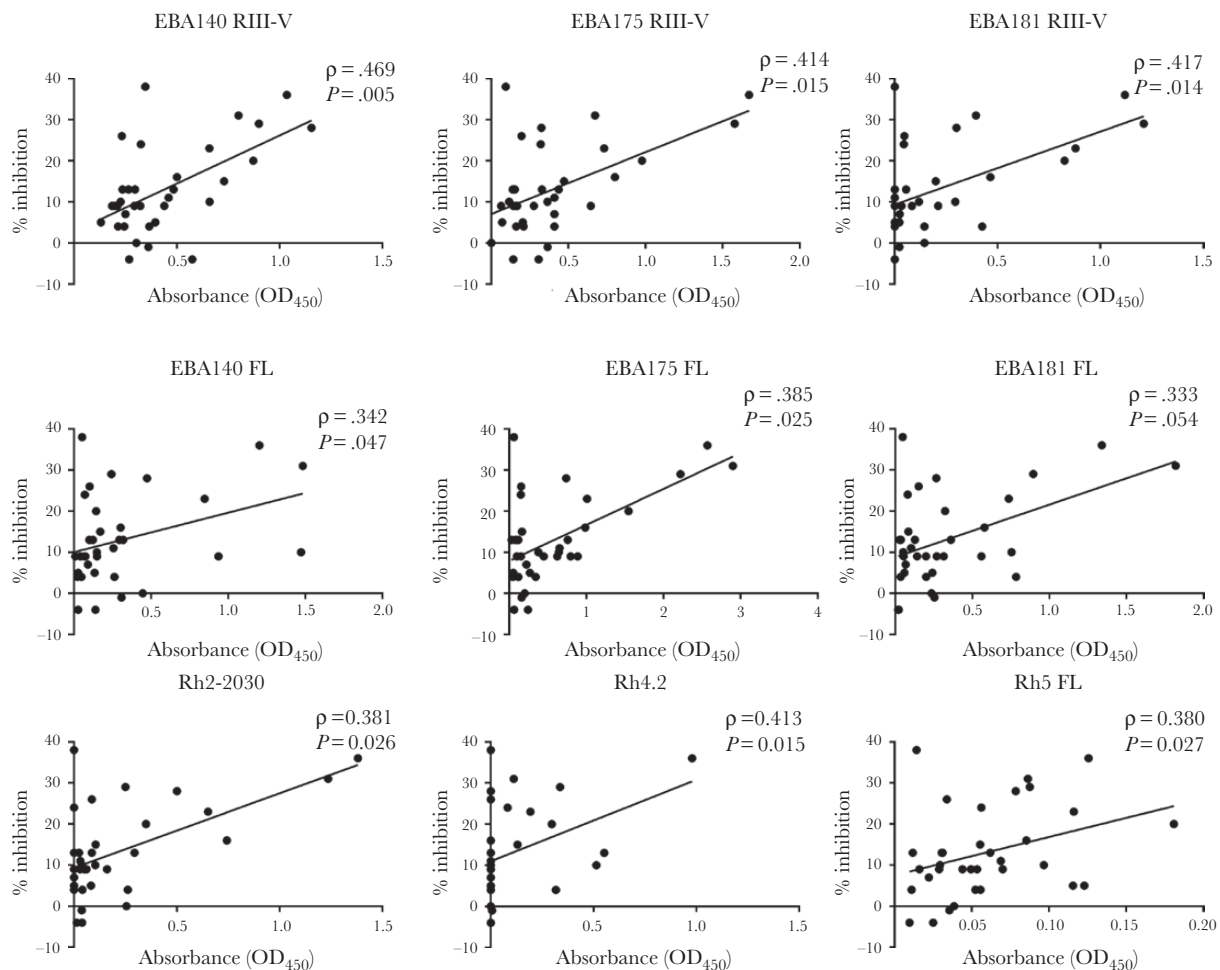 EBA140 RIII-V
ρ = .469
P = .005
% inhibition
40
30
20
10
0
–10
0.5
1.0
1.5
Absorbance (OD450)
EBA175 RIII-V
ρ = .414
P = .015
% inhibition
40
30
20
10
0
–10
0.5
1.0
1.5
2.0
Absorbance (OD450)
EBA181 RIII-V
ρ = .417
P = .014
% inhibition
40
30
20
10
0
–10
0.5
1.0
1.5
Absorbance (OD450)
EBA140 FL
ρ = .342
P = .047
% inhibition
40
30
20
10
0
–10
0.5
1.0
1.5
2.0
Absorbance (OD450)
EBA175 FL
ρ = .385
P = .025
% inhibition
40
30
20
10
0
–10
1
2
3
4
Absorbance (OD450)
EBA181 FL
ρ = .333
P = .054
% inhibition
40
30
20
10
0
–10
0.5
1.0
1.5
2.0
Absorbance (OD450)
Rh2-2030
ρ =0.381
P = 0.026
% inhibition
40
30
20
10
0
–10
0.5
1.0
1.5
Absorbance (OD450)
Rh4.2
ρ =0.413
P = 0.015
% inhibition
40
30
20
10
0
–10
0.5
1.0
1.5
Absorbance (OD450)
Rh5 FL
ρ = 0.380
P = 0.027
% inhibition
40
30
20
10
0
–10
0.05
0.10
0.15
0.20
Absorbance (OD450)